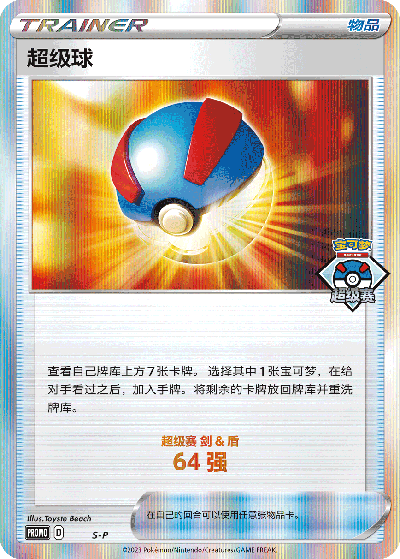 TRAINER
物品
超级球
宝可梦
超级赛
查看自己牌库上方7张卡牌。 选择其中1张宝可梦，在给
对手看过之后，加入手牌。将剩余的卡牌放回牌库并重洗
牌库。
超级赛 剑 & 盾
64 强
Illus.Toyste Beach
PROMO D S-P
在自己的回合可以使用任意张物品卡。
©2023 Pokémon/Nintendo/Creatures/GAME FREAK.